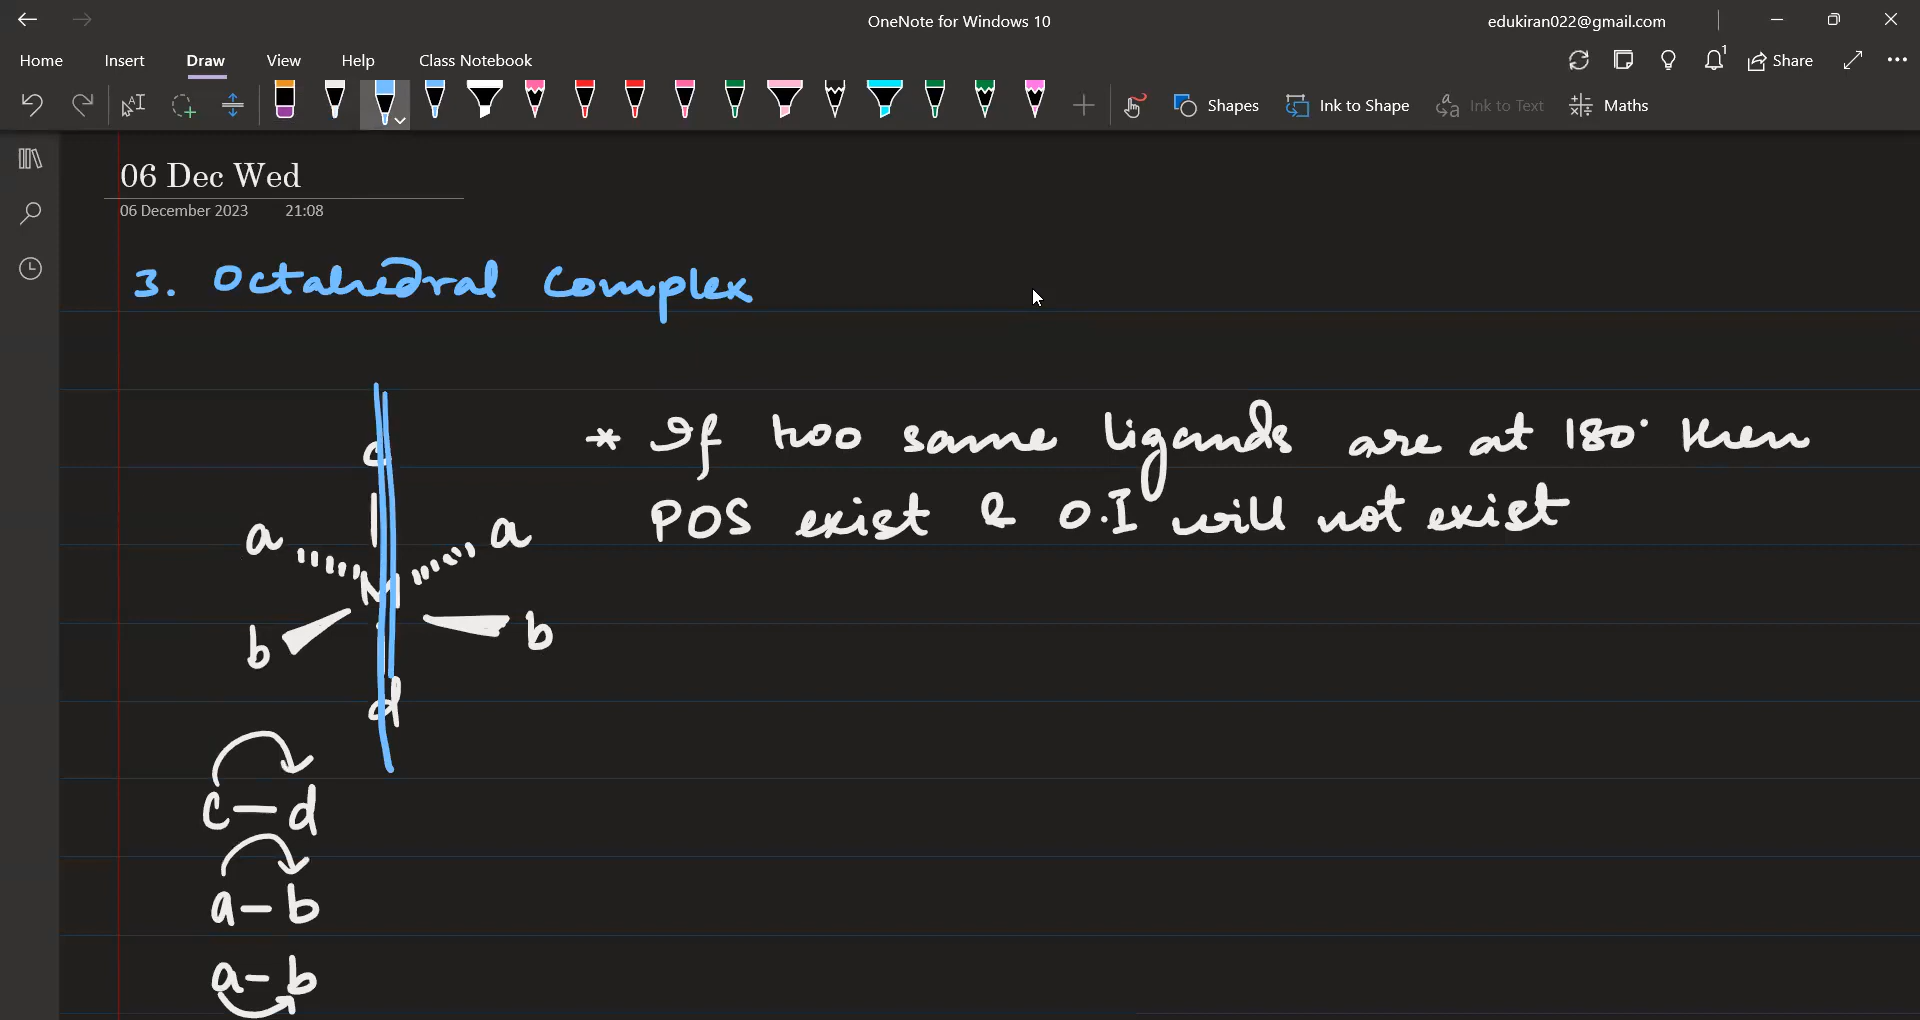 OneNote for Windows 10
edukiran022@gmail.com
Home Insert Draw View Help Class Notebook
1
Share
Shapes Ink to Shape Ink to Text Maths
06 Dec Wed
06 December 2023 21:08
3. Octahedral Complex
c
* If two same ligands are at 180° then
a a
POS exist & O.I will not exist
M
b b
d
c - d
a - b
a - b